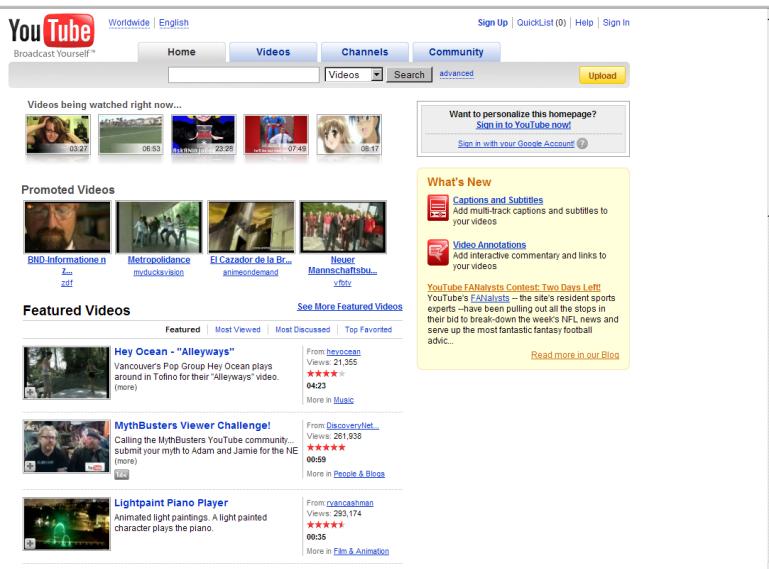 YouTube
Broadcast Yourself™
Worldwide | English
Sign Up | QuickList (0) | Help | Sign In
Home Videos Channels Community
Videos Search advanced
Upload
Videos being watched right now...
03:27 06:53 23:28 07:49 08:17
Want to personalize this homepage?
Sign in to YouTube now!
Sign in with your Google Account! ?
Promoted Videos
BND-Informatione n
z...
zdf
Metropolidance
myducksvision
El Cazador de la Br...
animeondemand
Neuer
Mannschaftsbu...
vfbtv
What's New
Captions and Subtitles
Add multi-track captions and subtitles to
your videos
Video Annotations
Add interactive commentary and links to
your videos
YouTube FANalysts Contest: Two Days Left!
YouTube's FANalysts -- the site's resident sports
experts --have been pulling out all the stops in
their bid to break-down the week's NFL news and
serve up the most fantastic fantasy football
advic...
Read more in our Blog
Featured Videos
See More Featured Videos
Featured | Most Viewed | Most Discussed | Top Favorited
Hey Ocean - "Alleyways"
Vancouver's Pop Group Hey Ocean plays
around in Tofino for their "Alleyways" video.
(more)
From: heyocean
Views: 21,355
04:23
More in Music
MythBusters Viewer Challenge!
Calling the MythBusters YouTube community...
submit your myth to Adam and Jamie for the NE
(more)
From: DiscoveryNet...
Views: 261,938
00:59
More in People & Blogs
Lightpaint Piano Player
Animated light paintings. A light painted
character plays the piano.
From: ryancashman
Views: 293,174
00:35
More in Film & Animation